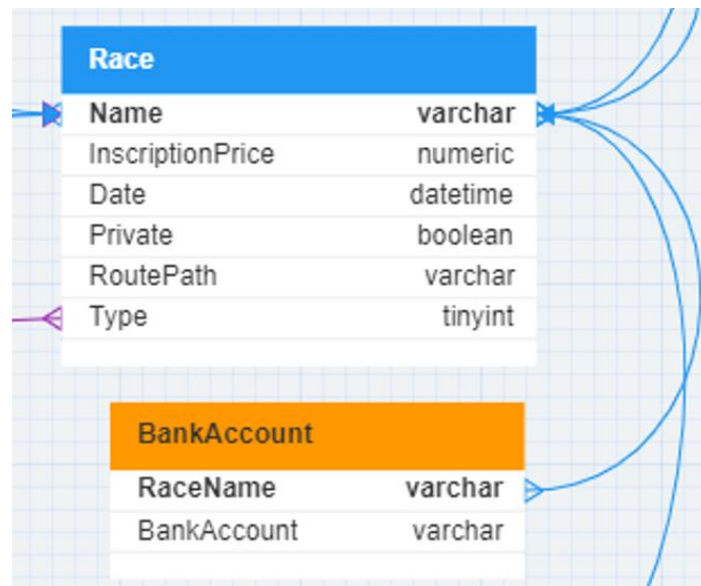 Race
Name varchar
InscriptionPrice numeric
Date datetime
Private boolean
RoutePath varchar
Type tinyint
BankAccount
RaceName varchar
BankAccount varchar